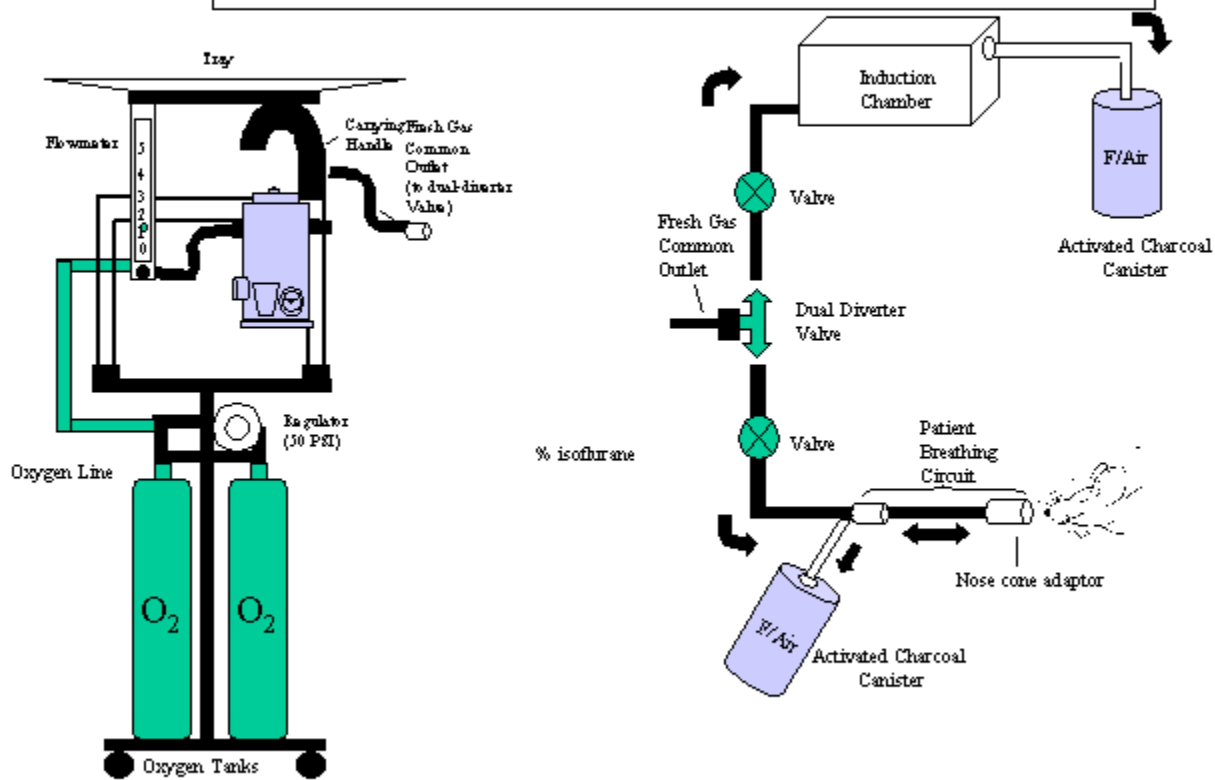 Tray
Flowmeter
5
4
3
2
1
0
Carrying
Handle
Fresh Gas
Common
Outlet
(to dual-diverter
Valve)
Regulator
(50 PSI)
Oxygen Line
O2
O2
Oxygen Tanks
Induction
Chamber
F/Air
Activated Charcoal
Canister
Valve
Fresh Gas
Common
Outlet
Dual Diverter
Valve
% isoflurane
Valve
Patient
Breathing
Circuit
Nose cone adaptor
F/Air
Activated Charcoal
Canister